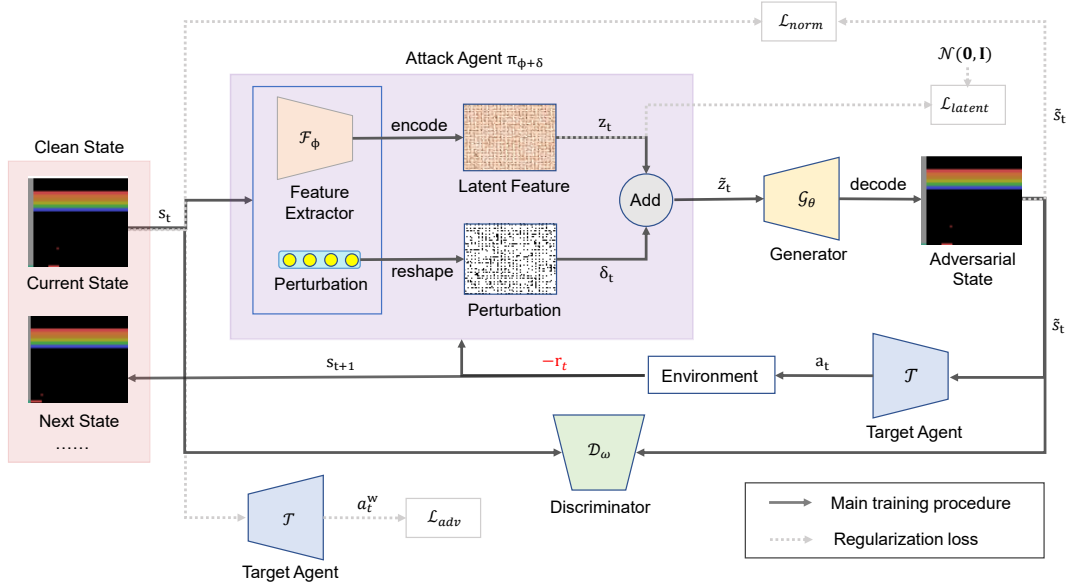 ℒ_norm
𝒩(𝟎, 𝐈)
Attack Agent π_ϕ+δ
ℒ_latent
s̃_t
Clean State
s_t
ℱ_ϕ
encode
z_t
Feature
Extractor
Latent Feature
Add
z̃_t
𝒢_θ
decode
Generator
Adversarial
State
Current State
Perturbation
reshape
δ_t
Perturbation
s̃_t
s_t+1
−r_t
Environment
a_t
𝒯
Target Agent
Next State
......
𝒟_ω
Discriminator
𝒯
a_t^w
ℒ_adv
Target Agent
Main training procedure
Regularization loss